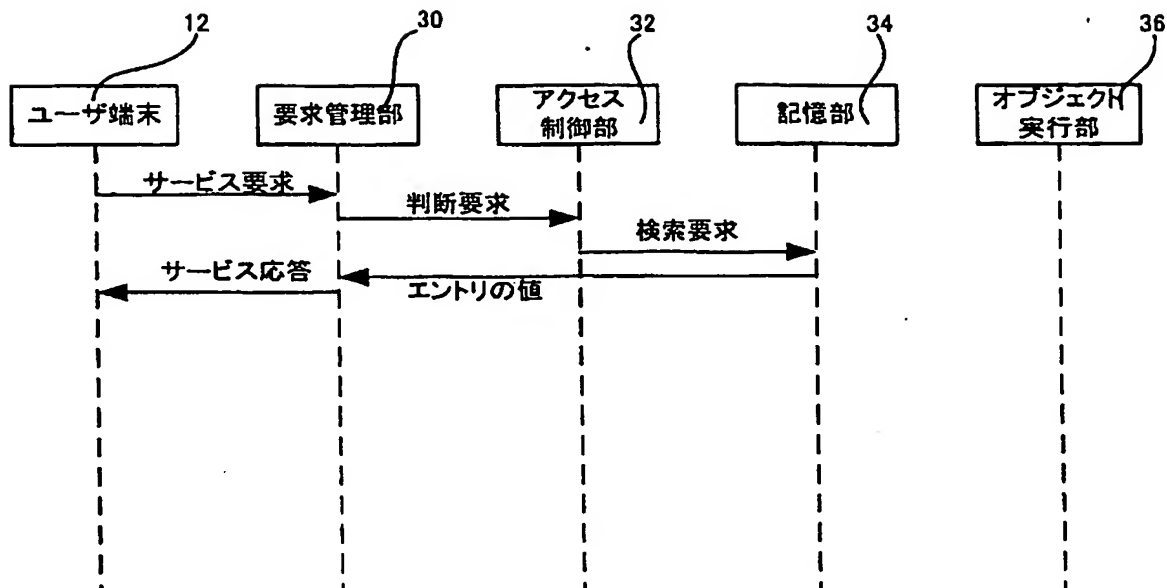 12
30
32
34
36
ユーザ端末
要求管理部
アクセス
制御部
記憶部
オブジェクト
実行部
サービス要求
判断要求
検索要求
サービス応答
エントリの値